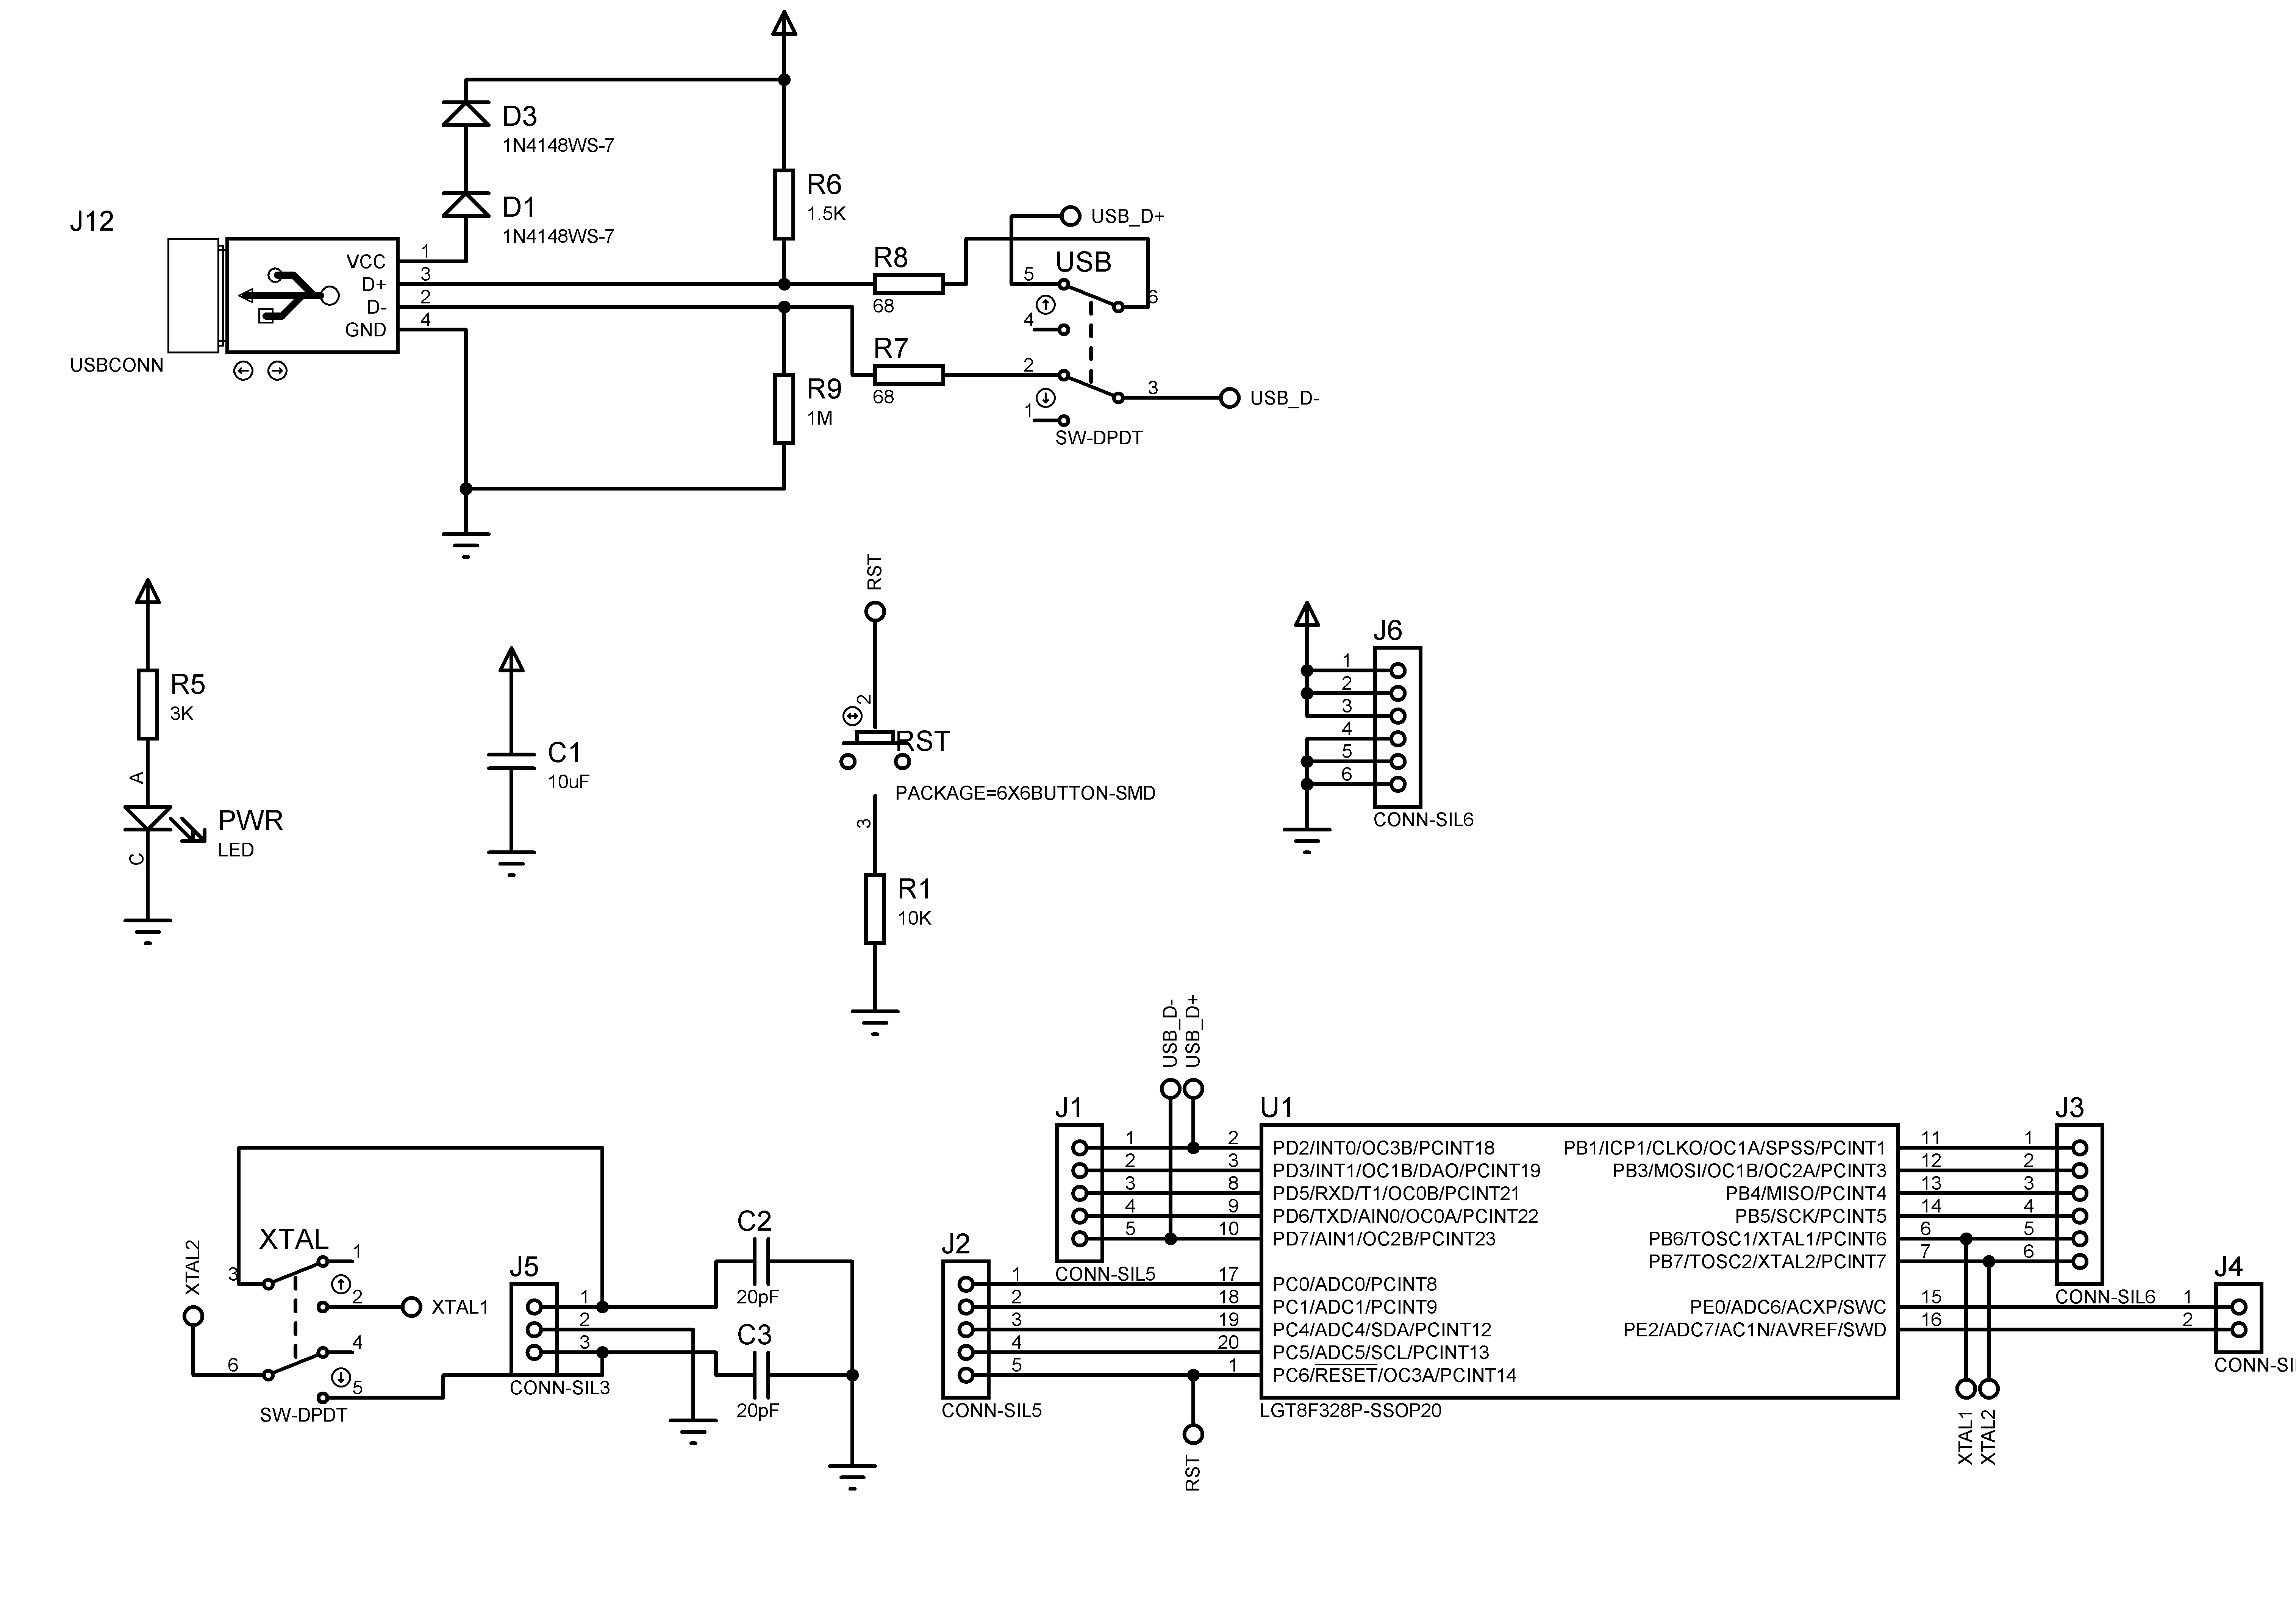 D3
1N4148WS-7
D1
1N4148WS-7
J12
USBCONN
VCC
D+
D-
GND
1
3
2
4
R6
1.5K
R8
68
R7
68
R9
1M
USB_D+
USB
5
6
4
2
3
1
USB_D-
SW-DPDT
R5
3K
A
PWR
LED
C
C1
10uF
RST
2
RST
PACKAGE=6X6BUTTON-SMD
3
R1
10K
J6
1
2
3
4
5
6
CONN-SIL6
XTAL2
XTAL
1
3
2
XTAL1
4
6
5
SW-DPDT
J5
1
2
3
CONN-SIL3
C2
20pF
C3
20pF
USB_D-
USB_D+
J1
1
2
3
4
5
CONN-SIL5
J2
1
2
3
4
5
CONN-SIL5
RST
U1
2 PD2/INT0/OC3B/PCINT18
3 PD3/INT1/OC1B/DAO/PCINT19
8 PD5/RXD/T1/OC0B/PCINT21
9 PD6/TXD/AIN0/OC0A/PCINT22
10 PD7/AIN1/OC2B/PCINT23
17 PC0/ADC0/PCINT8
18 PC1/ADC1/PCINT9
19 PC4/ADC4/SDA/PCINT12
20 PC5/ADC5/SCL/PCINT13
1 PC6/RESET/OC3A/PCINT14
PB1/ICP1/CLKO/OC1A/SPSS/PCINT1 11
PB3/MOSI/OC1B/OC2A/PCINT3 12
PB4/MISO/PCINT4 13
PB5/SCK/PCINT5 14
PB6/TOSC1/XTAL1/PCINT6 6
PB7/TOSC2/XTAL2/PCINT7 7
PE0/ADC6/ACXP/SWC 15
PE2/ADC7/AC1N/AVREF/SWD 16
LGT8F328P-SSOP20
J3
1
2
3
4
5
6
CONN-SIL6
J4
1
2
CONN-SI
XTAL1
XTAL2